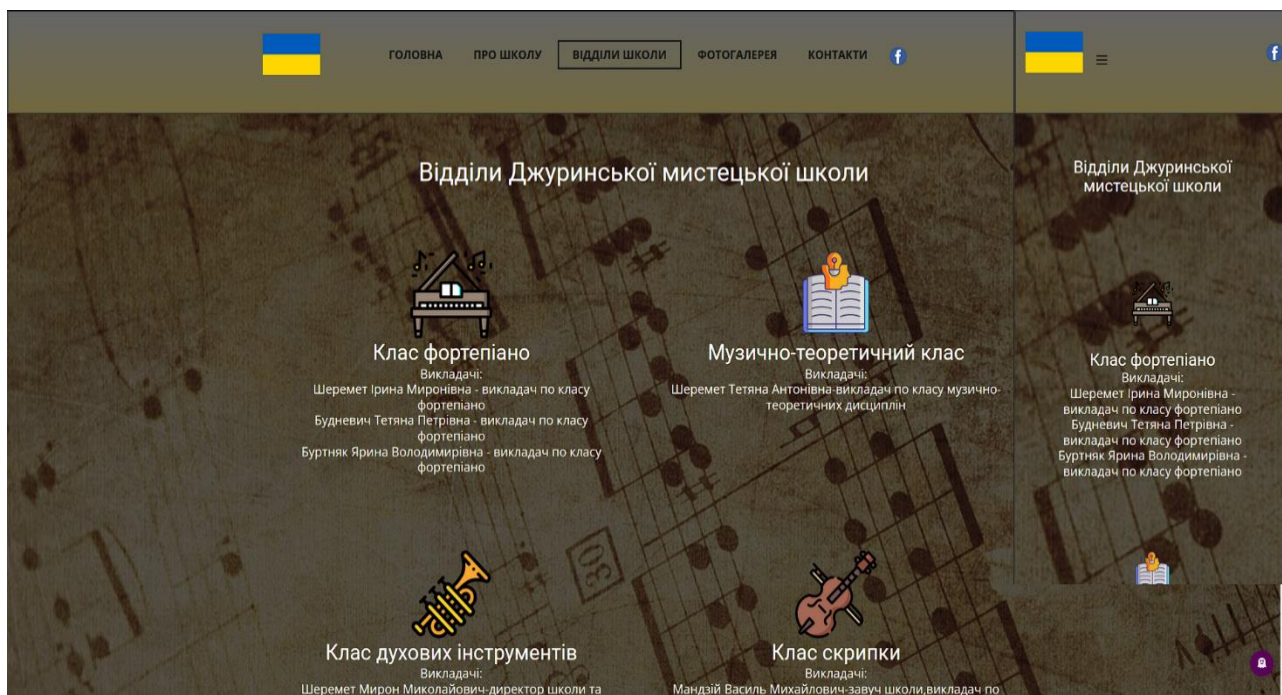 ГОЛОВНА ПРО ШКОЛУ ВІДДІЛИ ШКОЛИ ФОТОГАЛЕРЕЯ КОНТАКТИ f
Відділи Джуринської мистецької школи
Клас фортепіано
Викладачі:
Шеремет Ірина Миронівна - викладач по класу
фортепіано
Будневич Тетяна Петрівна - викладач по класу
фортепіано
Буртняк Ярина Володимирівна - викладач по класу
фортепіано
Музично-теоретичний клас
Викладачі:
Шеремет Тетяна Антонівна-викладач по класу музично-
теоретичних дисциплін
Клас духових інструментів
Викладачі:
Шеремет Мирон Миколайович-директор школи та
Клас скрипки
Викладачі:
Мандзій Василь Михайлович-завуч школи,викладач по
30
f
Відділи Джуринської
мистецької школи
Клас фортепіано
Викладачі:
Шеремет Ірина Миронівна -
викладач по класу фортепіано
Будневич Тетяна Петрівна -
викладач по класу фортепіано
Буртняк Ярина Володимирівна -
викладач по класу фортепіано